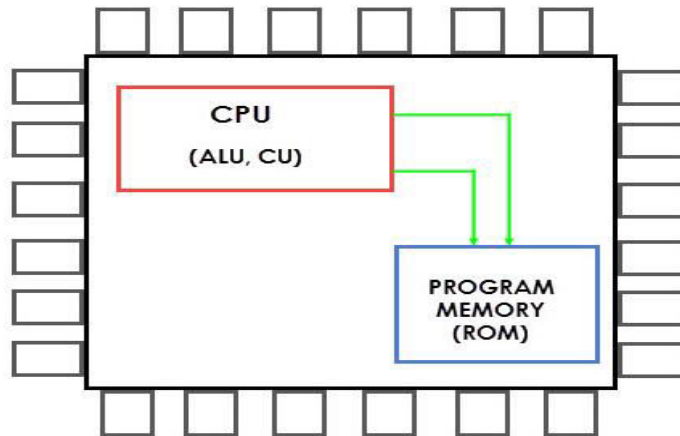 CPU
(ALU, CU)
PROGRAM
MEMORY
(ROM)